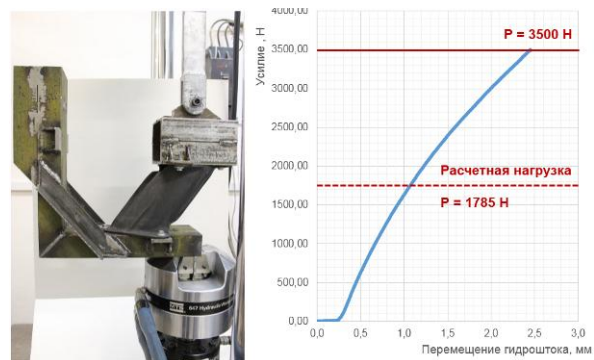 647 Hydraulic
Усилие , Н
4000,00
3500,00
3000,00
2500,00
2000,00
1500,00
1000,00
500,00
0,00
P = 3500 Н
Расчетная нагрузка
P = 1785 Н
0,0 0,5 1,0 1,5 2,0 2,5 3,0
Перемещение гидроштока, мм